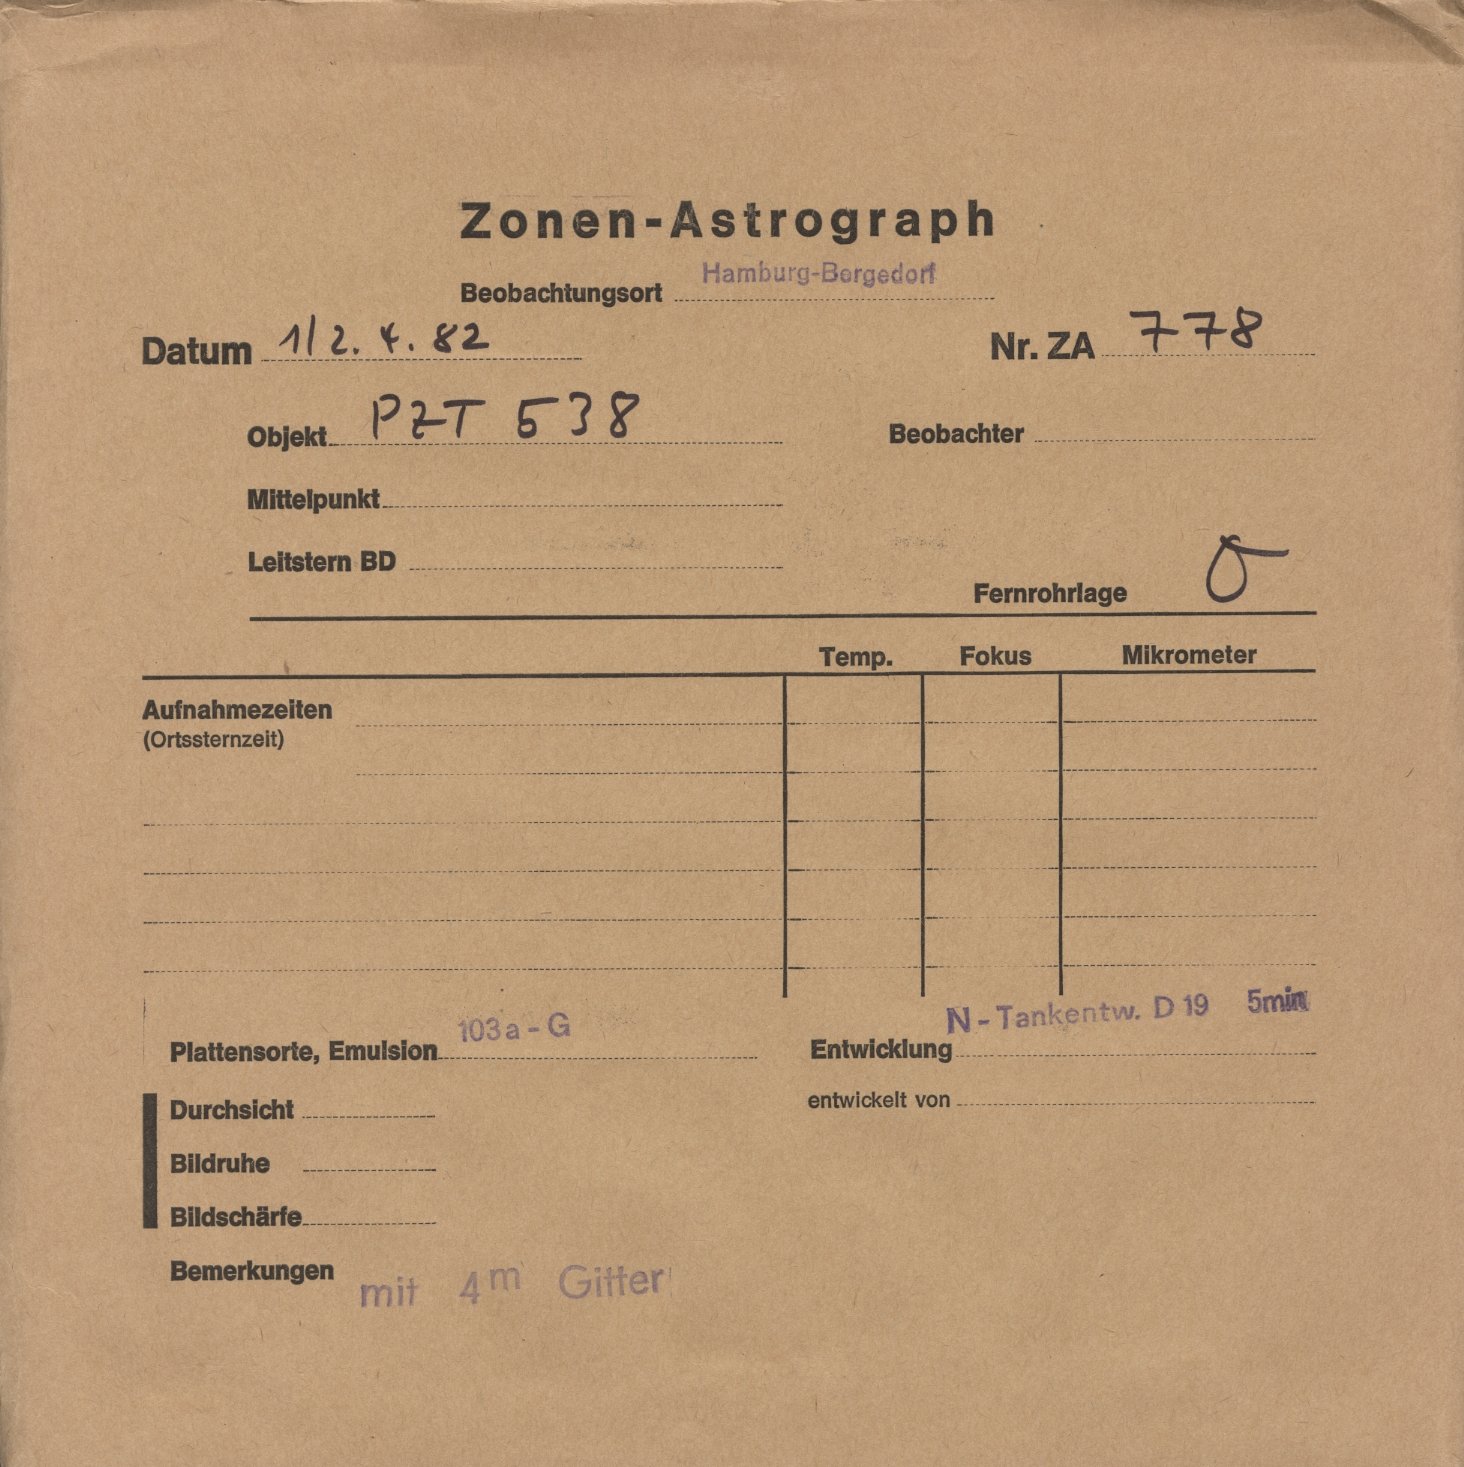 Zonen-Astrograph
Beobachtungsort Hamburg-Bergedorf
Datum 1/2. 4. 82 Nr. ZA 778
Objekt PZT 538 Beobachter
Mittelpunkt
Leitstern BD
Fernrohrlage
Temp. Fokus Mikrometer
Aufnahmezeiten
(Ortssternzeit)
Plattensorte, Emulsion 103a-G Entwicklung N-Tankentw. D 19 5min
Durchsicht entwickelt von
Bildruhe
Bildschärfe
Bemerkungen mit 4m Gitter